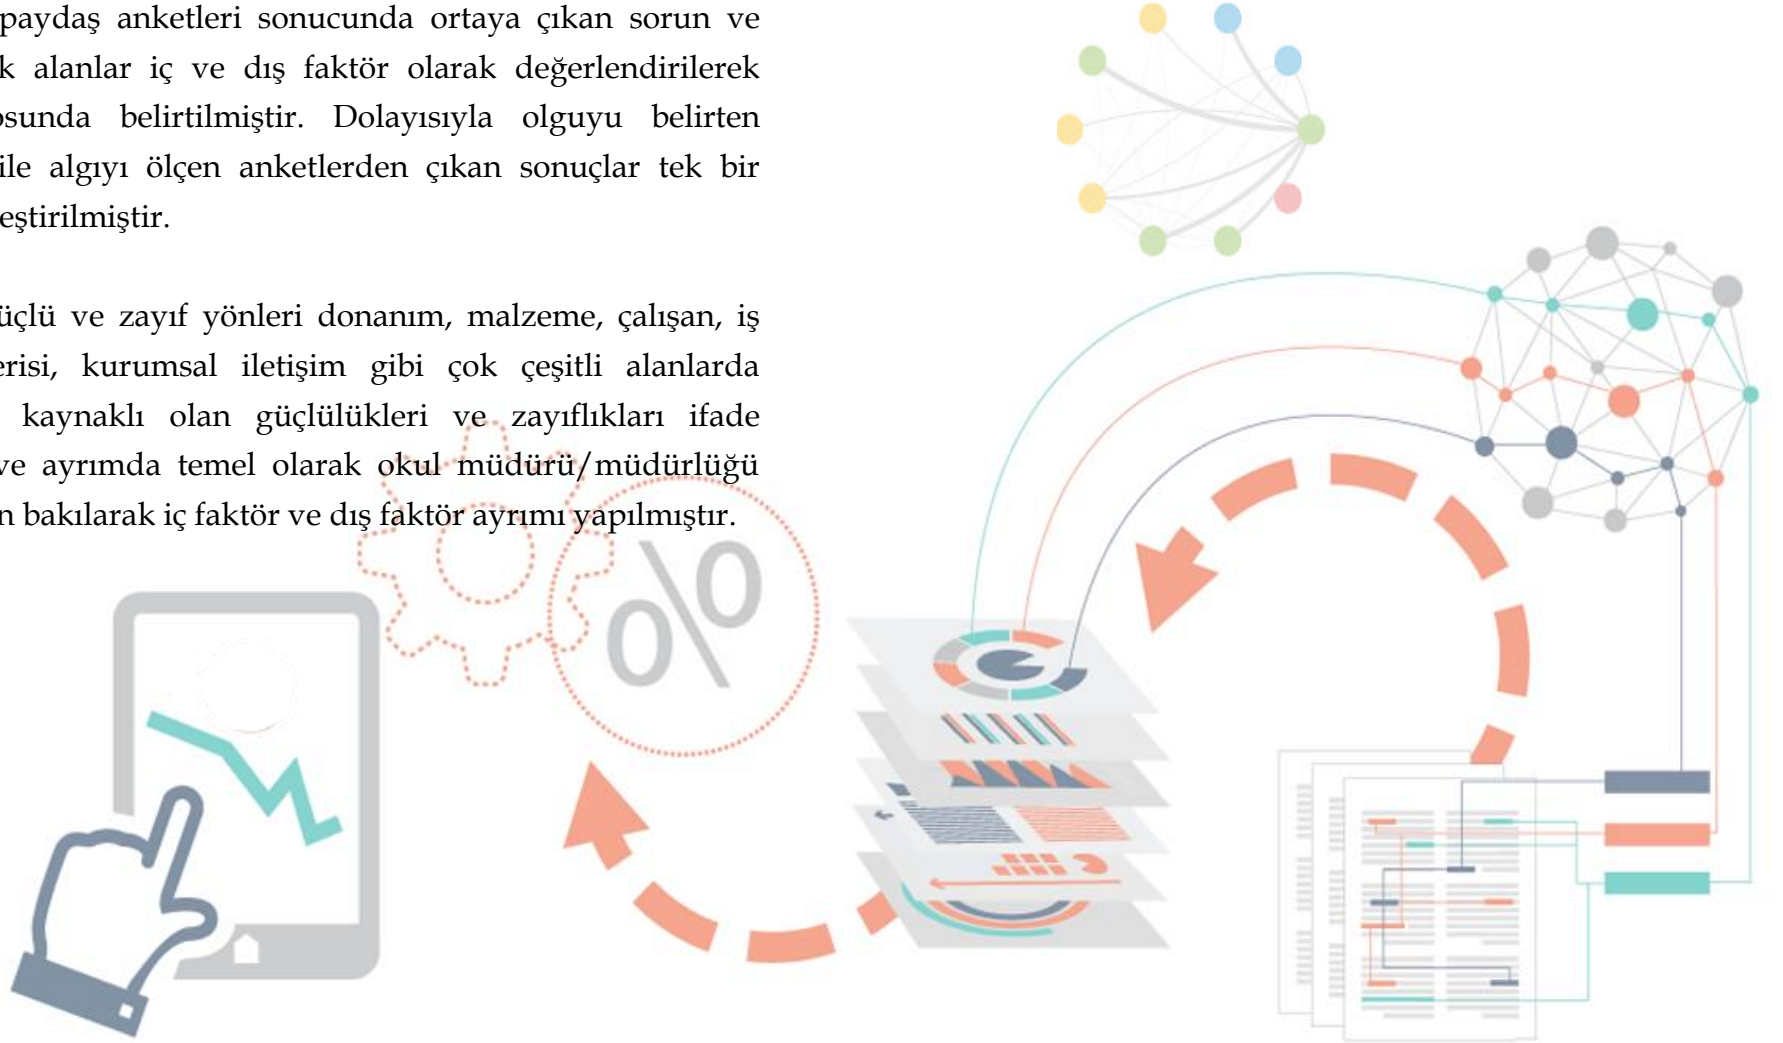 paydaş anketleri sonucunda ortaya çıkan sorun ve
k alanlar iç ve dış faktör olarak değerlendirilerek
osunda belirtilmiştir. Dolayısıyla olguyu belirten
ile algıyı ölçen anketlerden çıkan sonuçlar tek bir
eştirilmiştir.
üçlü ve zayıf yönleri donanım, malzeme, çalışan, iş
erisi, kurumsal iletişim gibi çok çeşitli alanlarda
kaynaklı olan güçlülükleri ve zayıflıkları ifade
ve ayrımda temel olarak okul müdürü/müdürlüğü
n bakılarak iç faktör ve dış faktör ayrımı yapılmıştır.
%